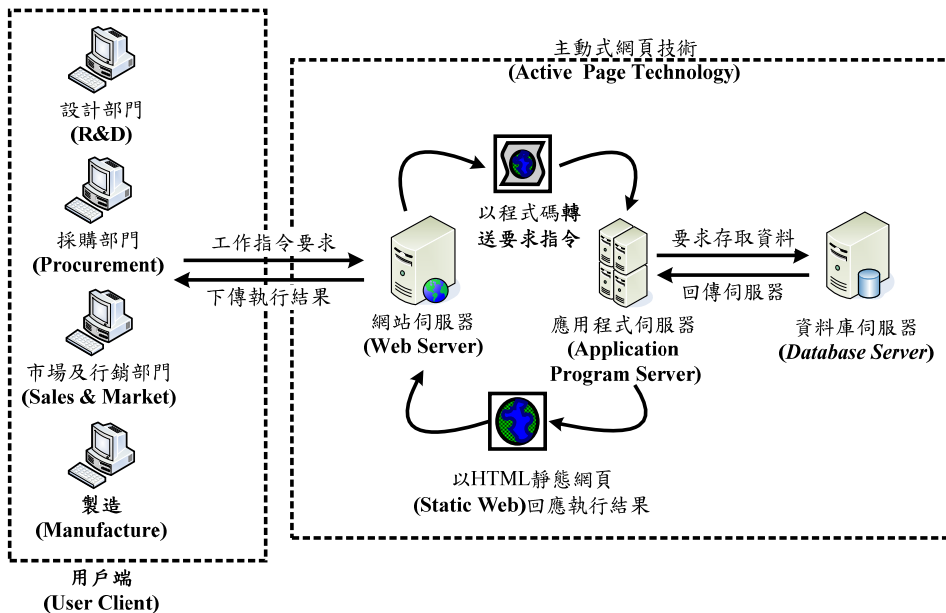 設計部門
(R&D)
採購部門
(Procurement)
市場及行銷部門
(Sales & Market)
製造
(Manufacture)
用戶端
(User Client)
工作指令要求
下傳執行結果
主動式網頁技術
(Active Page Technology)
以程式碼轉
送要求指令
網站伺服器
(Web Server)
應用程式伺服器
(Application
Program Server)
要求存取資料
回傳伺服器
資料庫伺服器
(Database Server)
以HTML靜態網頁
(Static Web)回應執行結果